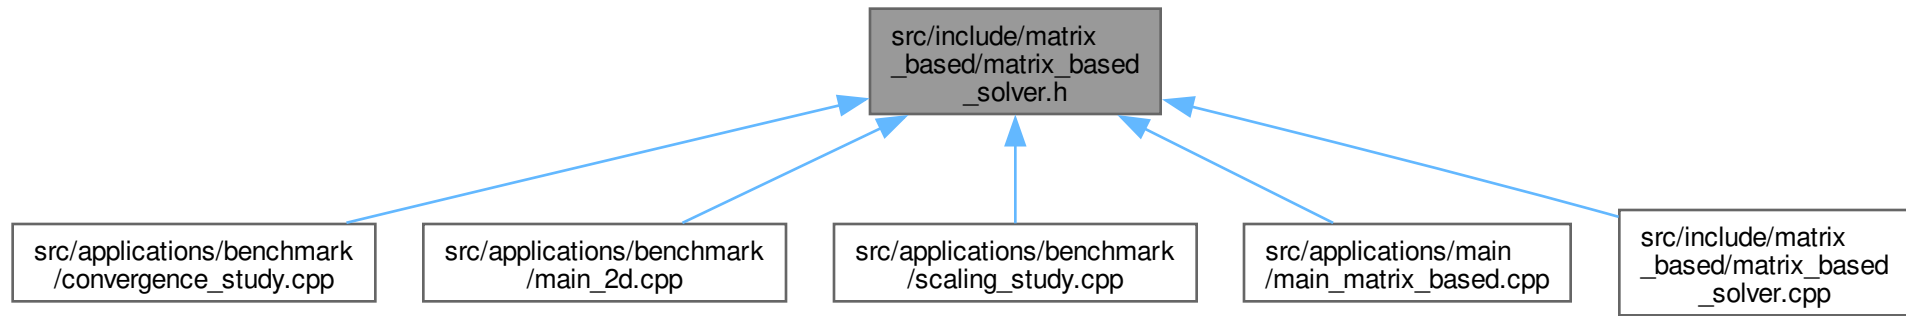 src/include/matrix
_based/matrix_based
_solver.h
src/applications/benchmark
/convergence_study.cpp
src/applications/benchmark
/main_2d.cpp
src/applications/benchmark
/scaling_study.cpp
src/applications/main
/main_matrix_based.cpp
src/include/matrix
_based/matrix_based
_solver.cpp